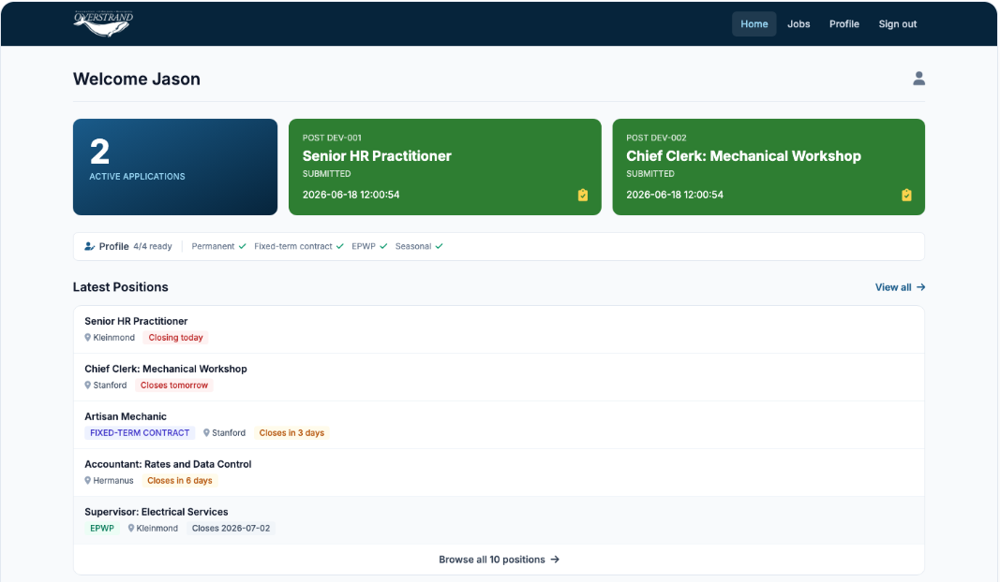 OVERSTRAND
Home Jobs Profile Sign out
Welcome Jason
2
ACTIVE APPLICATIONS
POST DEV-001
Senior HR Practitioner
SUBMITTED
2026-06-18 12:00:54
POST DEV-002
Chief Clerk: Mechanical Workshop
SUBMITTED
2026-06-18 12:00:54
Profile 4/4 ready Permanent Fixed-term contract EPWP Seasonal
Latest Positions
View all
Senior HR Practitioner
Kleinmond Closing today
Chief Clerk: Mechanical Workshop
Stanford Closes tomorrow
Artisan Mechanic
FIXED-TERM CONTRACT Stanford Closes in 3 days
Accountant: Rates and Data Control
Hermanus Closes in 6 days
Supervisor: Electrical Services
EPWP Kleinmond Closes 2026-07-02
Browse all 10 positions